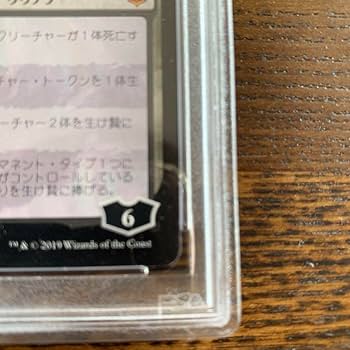 クリーチャーが１体死亡す
チャー・トークンを１体生
ーチャー２体を生け贄に
マネント・タイプ１つに
がコントロールしている
りを生け贄に捧げる。
6
™ & © 2019 Wizards of the Coast